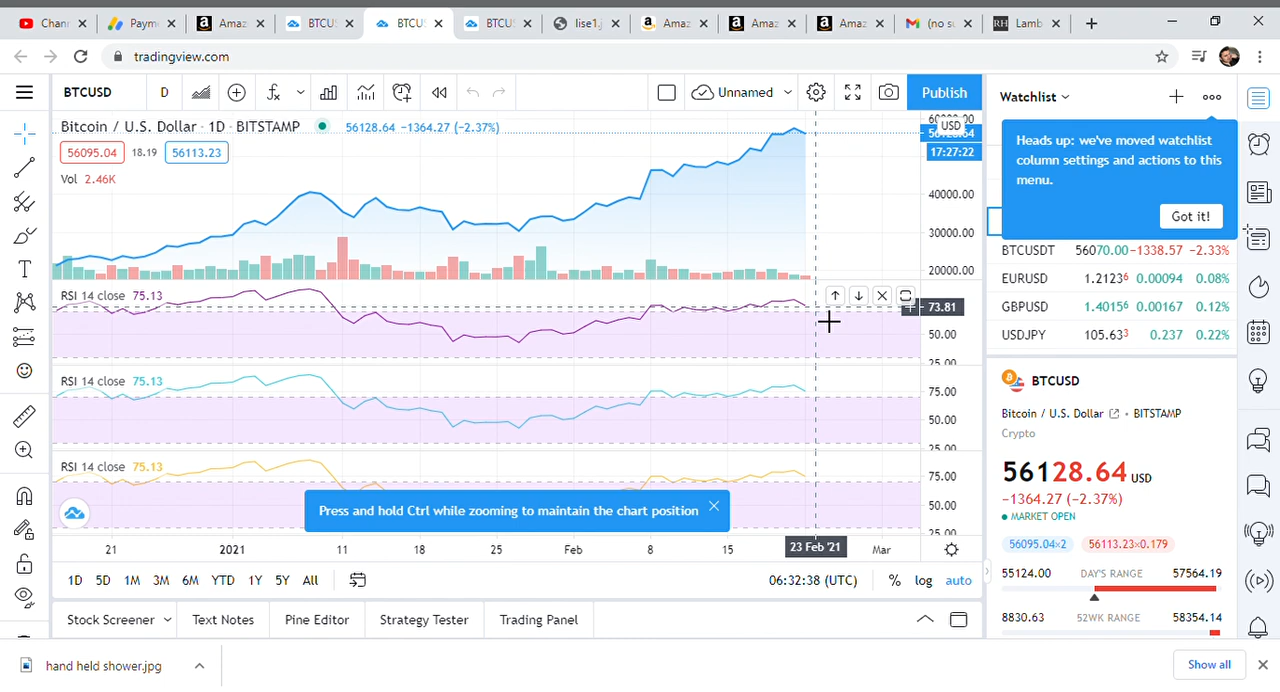 Chann
Paym
Amaz
BTCUS
BTCUS
BTCUS
lise1.j
Amaz
Amaz
Amaz
(no su
RH Lamb
tradingview.com
BTCUSD D Unnamed Publish
Watchlist
Bitcoin / U.S. Dollar · 1D · BITSTAMP 56128.64 −1364.27 (−2.37%)
56095.04 18.19 56113.23
Vol 2.46K
USD
17:27:22
40000.00
30000.00
20000.00
Heads up: we've moved watchlist
column settings and actions to this
menu.
Got it!
BTCUSDT 56070.00 −1338.57 −2.33%
EURUSD 1.21236 0.00094 0.08%
GBPUSD 1.40156 0.00167 0.12%
USDJPY 105.633 0.237 0.22%
RSI 14 close 75.13
73.81
50.00
25.00
RSI 14 close 75.13
75.00
50.00
25.00
RSI 14 close 75.13
75.00
50.00
25.00
Press and hold Ctrl while zooming to maintain the chart position
21 2021 11 18 25 Feb 8 15 23 Feb '21 Mar
1D 5D 1M 3M 6M YTD 1Y 5Y All 06:32:38 (UTC) % log auto
Stock Screener Text Notes Pine Editor Strategy Tester Trading Panel
BTCUSD
Bitcoin / U.S. Dollar • BITSTAMP
Crypto
56128.64 USD
−1364.27 (−2.37%)
MARKET OPEN
56095.04×2 56113.23×0.179
55124.00 DAY'S RANGE 57564.19
8830.63 52WK RANGE 58354.14
hand held shower.jpg
Show all